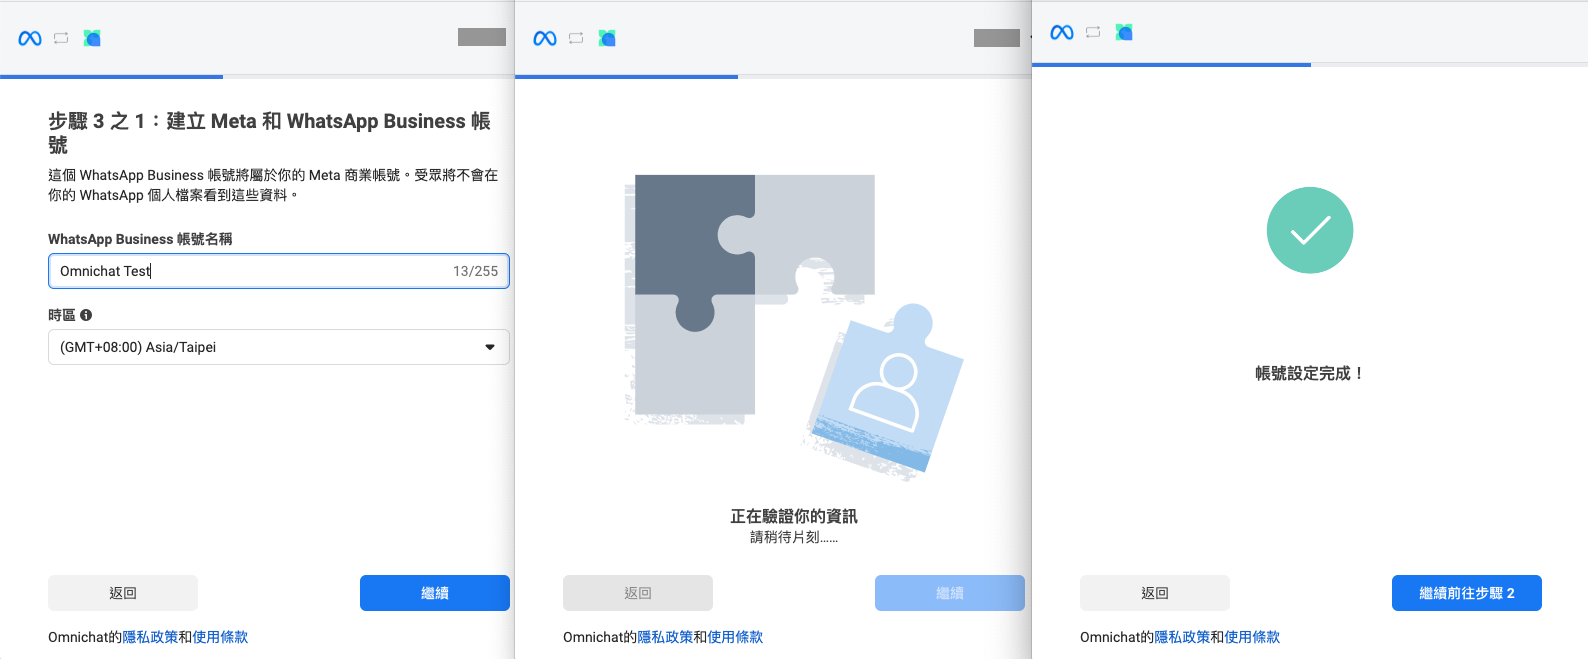 步驟 3 之 1：建立 Meta 和 WhatsApp Business 帳
號
這個 WhatsApp Business 帳號將屬於你的 Meta 商業帳號。受眾將不會在
你的 WhatsApp 個人檔案看到這些資料。
WhatsApp Business 帳號名稱
Omnichat Test
13/255
時區
(GMT+08:00) Asia/Taipei
返回
繼續
Omnichat的隱私政策和使用條款
正在驗證你的資訊
請稍待片刻......
返回
繼續
Omnichat的隱私政策和使用條款
帳號設定完成！
返回
繼續前往步驟 2
Omnichat的隱私政策和使用條款